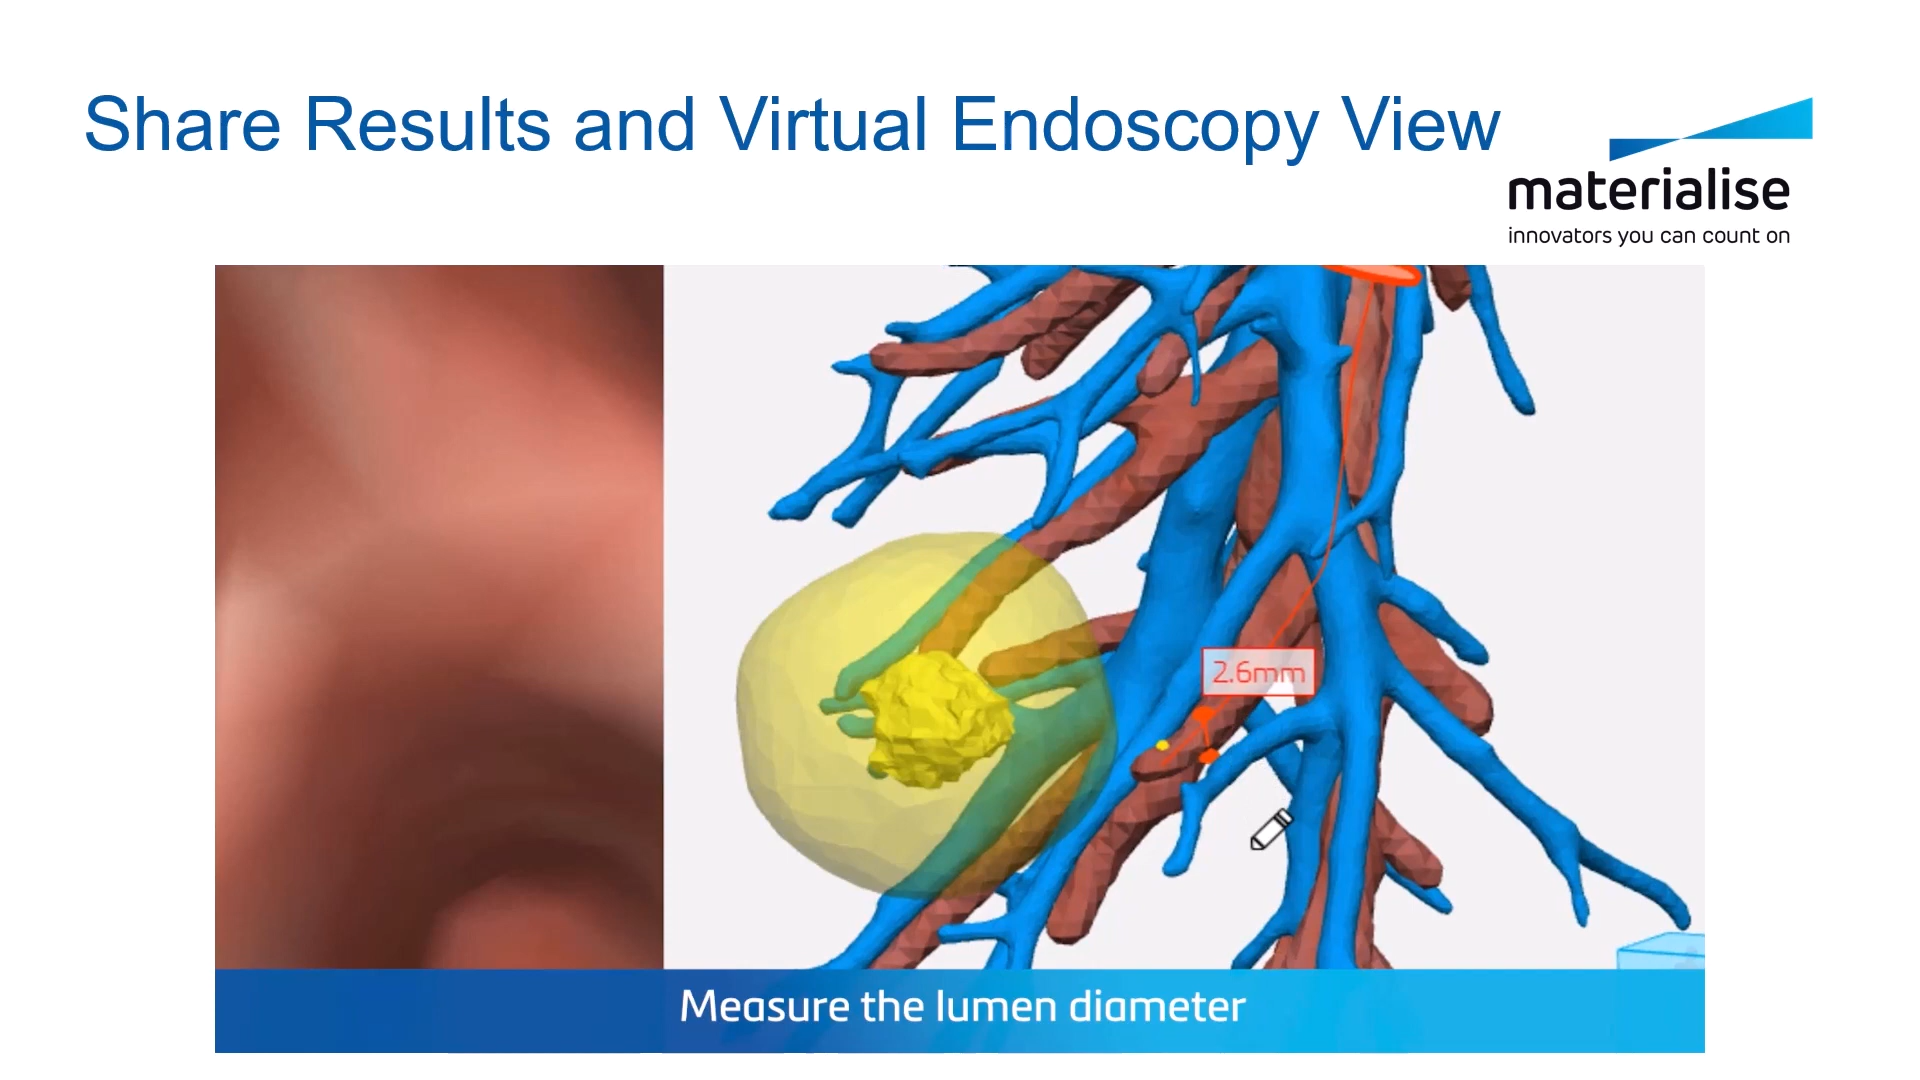 Share Results and Virtual Endoscopy View
materialise
innovators you can count on
2.6mm
Measure the lumen diameter